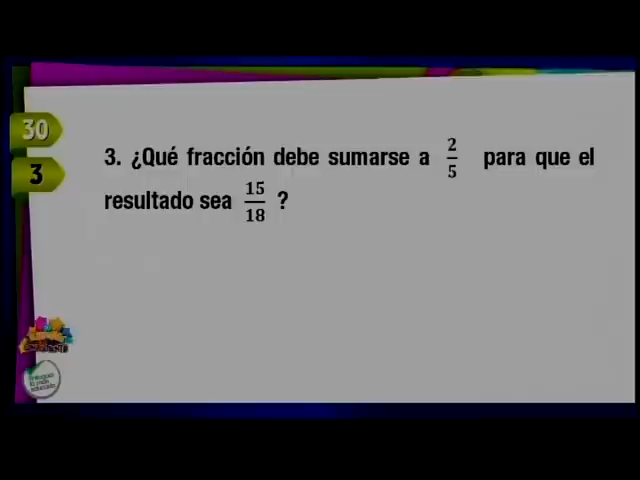 30
3
3. ¿Qué fracción debe sumarse a 2/5 para que el
resultado sea 15/18 ?